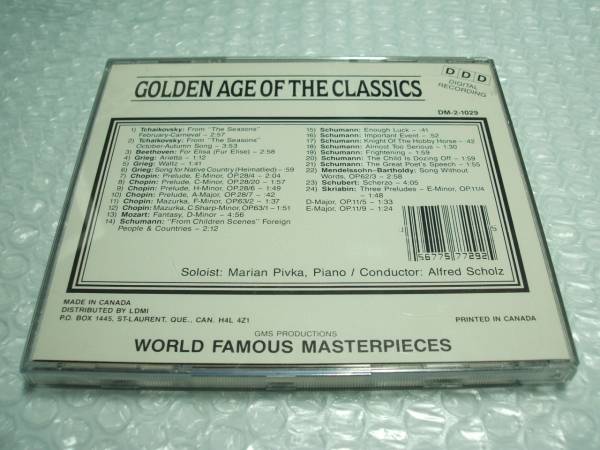 GOLDEN AGE OF THE CLASSICS
DDD
DIGITAL
RECORDING
DM-2-1029
1) Tchaikovsky: From "The Seasons"
February-Carneval – 2:57
2) Tchaikovsky: From "The Seasons"
October-Autumn Song – 3:53
3) Beethoven: For Elisa (Fur Elise) – 2:58
4) Grieg: Arietta – 1:12
5) Grieg: Waltz – 1:41
6) Grieg: Song for Native Country (Heimatlied) – :59
7) Chopin: Prelude, E-Minor, OP.28/4 – 2:04
8) Chopin: Prelude, C-Minor, OP.28/20 – 1:57
9) Chopin: Prelude, H-Minor, OP.28/6 – 1:49
10) Chopin: Prelude, A-Major, OP.28/7 – :42
11) Chopin: Mazurka, F-Minor, OP.63/2 – 1:37
12) Chopin: Mazurka, C Sharp-Minor, OP.63/1 – 1:51
13) Mozart: Fantasy, D-Minor – 4:56
14) Schumann: "From Children Scenes" Foreign
People & Countries – 2:12
15) Schumann: Enough Luck – :41
16) Schumann: Important Event – :52
17) Schumann: Knight Of The Hobby Horse – :42
18) Schumann: Almost Too Serious – 1:30
19) Schumann: Frightening – 1:59
20) Schumann: The Child Is Dozing Off – 1:59
21) Schumann: The Great Poet's Speech – 1:55
22) Mendelssohn-Bartholdy: Song Without
Words, OP.62/3 – 2:58
23) Schubert: Scherzo – 4:05
24) Skriabin: Three Preludes – E-Minor, OP.11/4
– 1:48
D-Major, OP.11/5 – 1:33
E-Major, OP.11/9 – 1:24
56775 77292
Soloist: Marian Pivka, Piano / Conductor: Alfred Scholz
MADE IN CANADA
DISTRIBUTED BY LDMI
P.O. BOX 1445, ST-LAURENT, QUE., CAN. H4L 4Z1
PRINTED IN CANADA
GMS PRODUCTIONS
WORLD FAMOUS MASTERPIECES